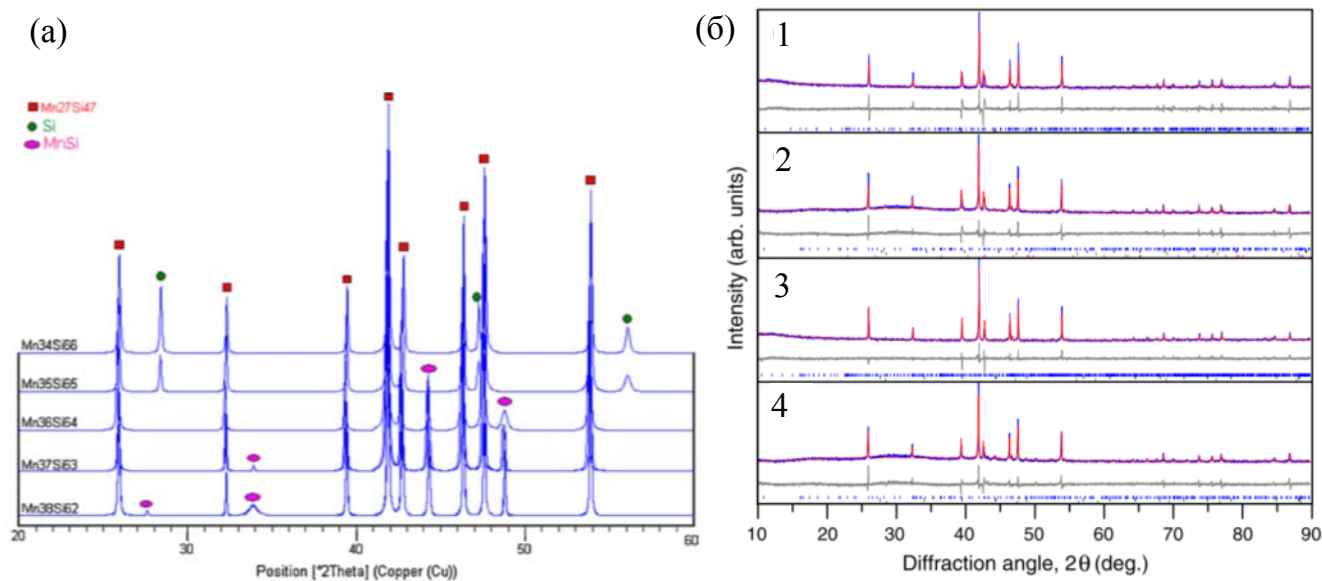 (а)
Mn27Si47
Si
MnSi
Mn34Si66
Mn35Si65
Mn36Si64
Mn37Si63
Mn38Si62
20 30 40 50 60
Position [°2Theta] (Copper (Cu))
(б)
1
2
3
4
Intensity (arb. units)
10 20 30 40 50 60 70 80 90
Diffraction angle, 2θ (deg.)